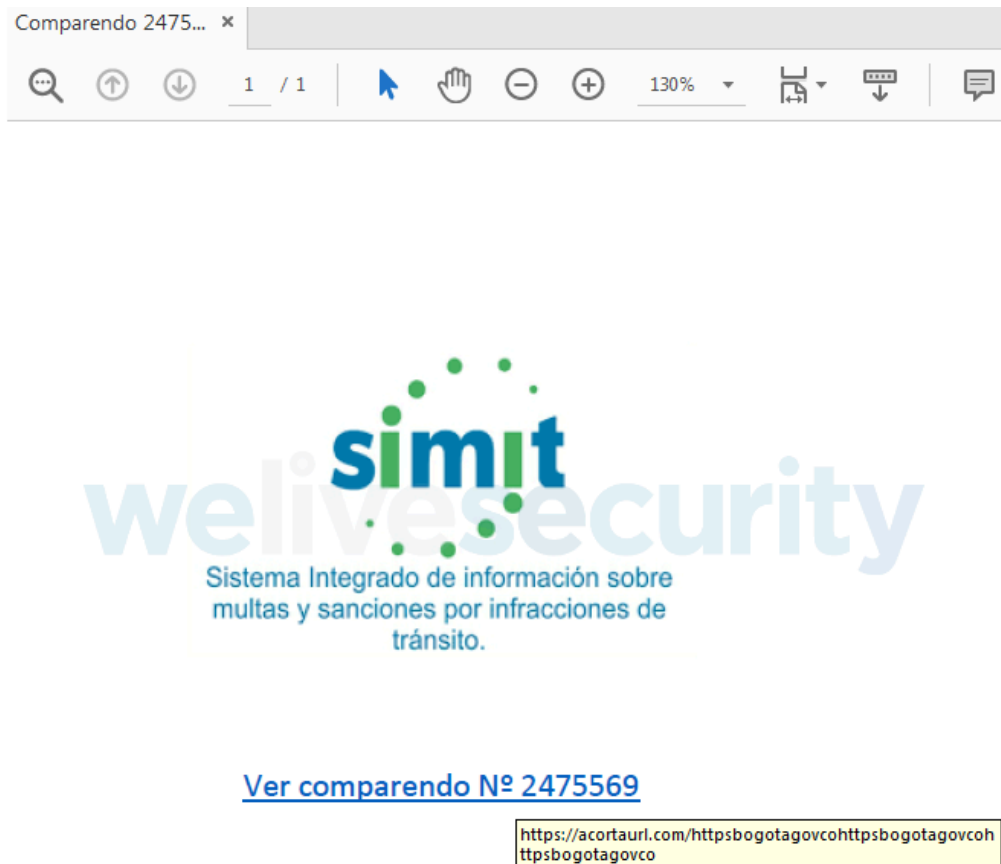 Comparendo 2475... ×
1 / 1
130%
simit
welivesecurity
Sistema Integrado de información sobre
multas y sanciones por infracciones de
tránsito.
Ver comparendo Nº 2475569
https://acortaurl.com/httpsbogotagovcohttpsbogotagovcoh
ttpsbogotagovco